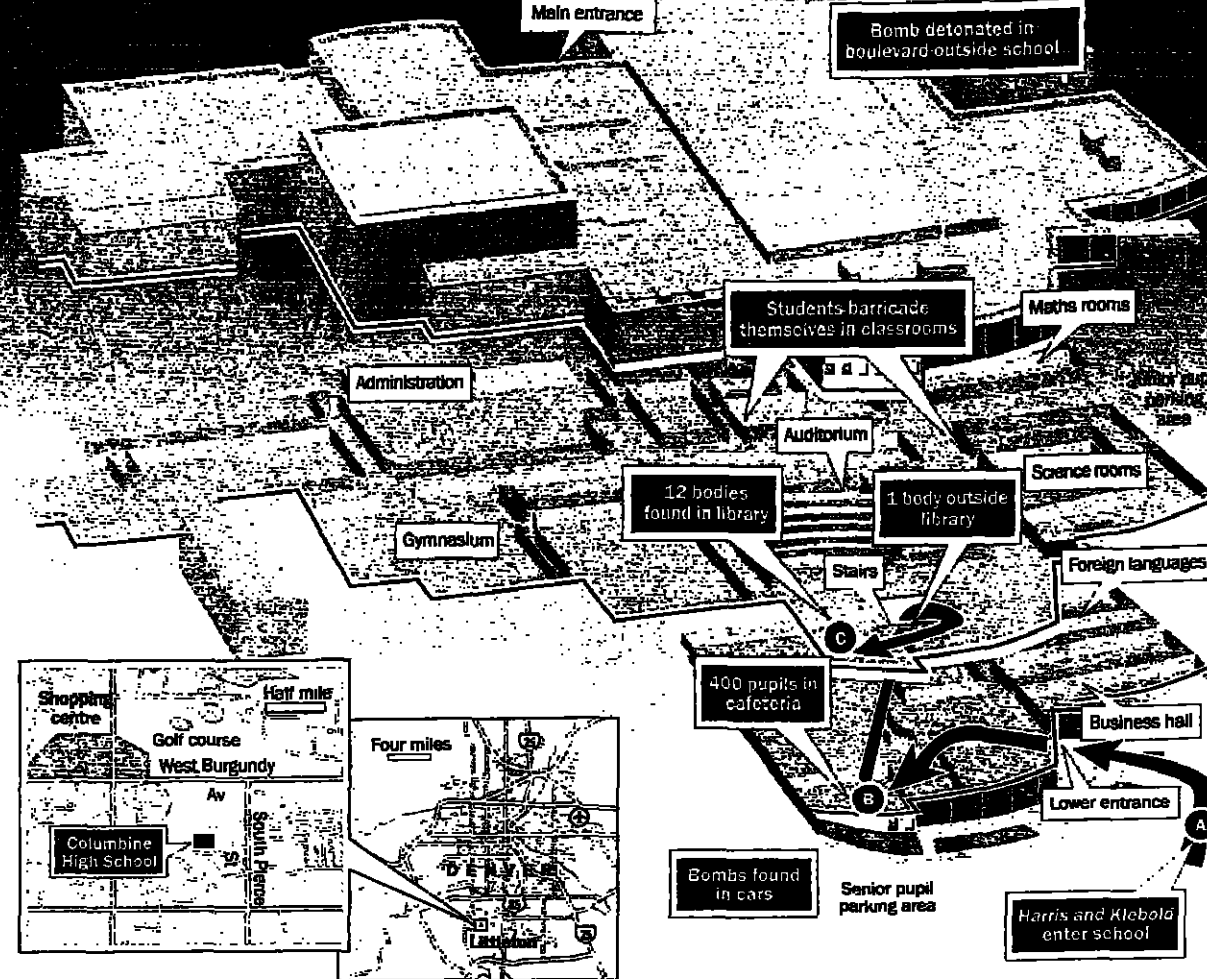 Main entrance
Bomb detonated in
boulevard outside school
Students barricade
themselves in classrooms
Maths rooms
Administration
parking
area
Auditorium
Science rooms
12 bodies
found in library
1 body outside
library
Gymnasium
Stairs
Foreign languages
C
400 pupils in
cafeteria
Business hall
B
Lower entrance
A
Bombs found
in cars
Senior pupil
parking area
Harris and Klebold
enter school
Shopping
centre
Half mile
Golf course
West Burgundy
Av
South Pierce
St
Columbine
High School
Four miles
DENVER
Littleton